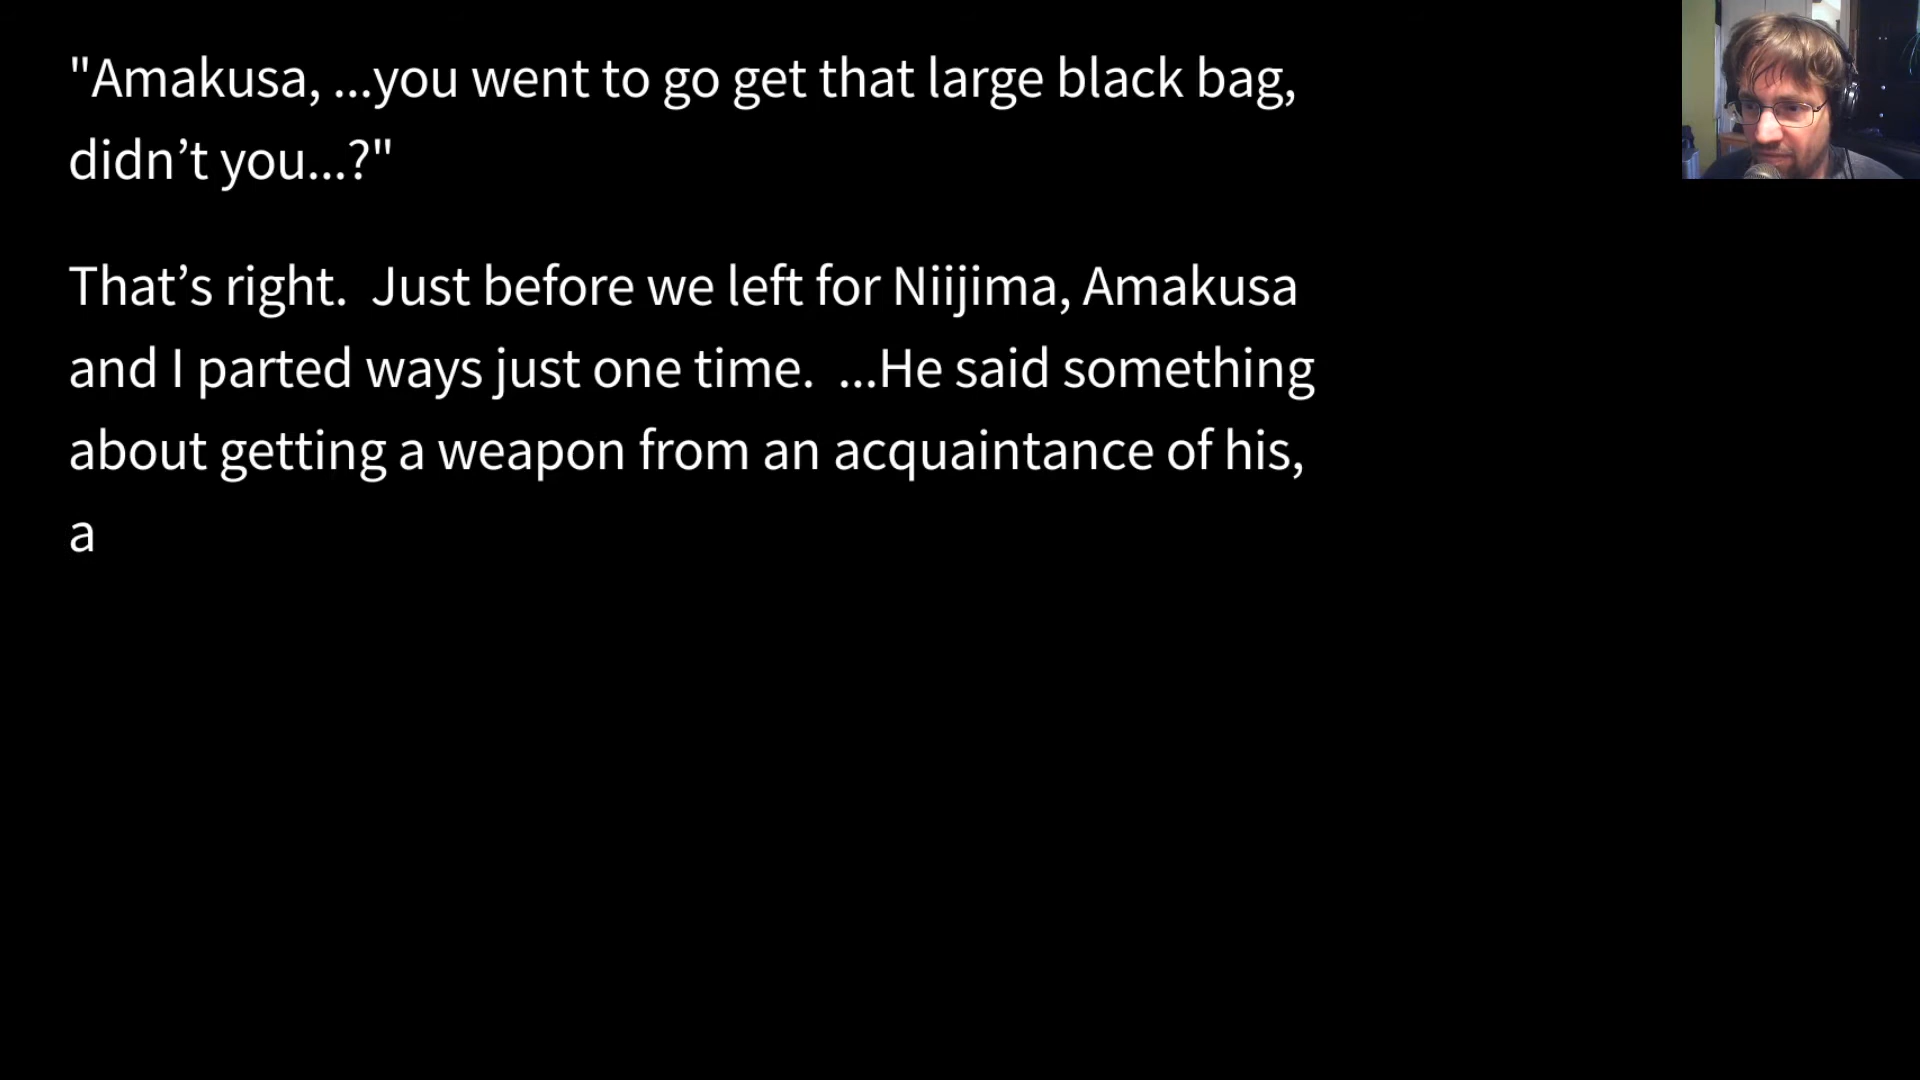 "Amakusa, ...you went to go get that large black bag,
didn’t you...?"
That’s right.  Just before we left for Niijima, Amakusa
and I parted ways just one time.  ...He said something
about getting a weapon from an acquaintance of his,
a